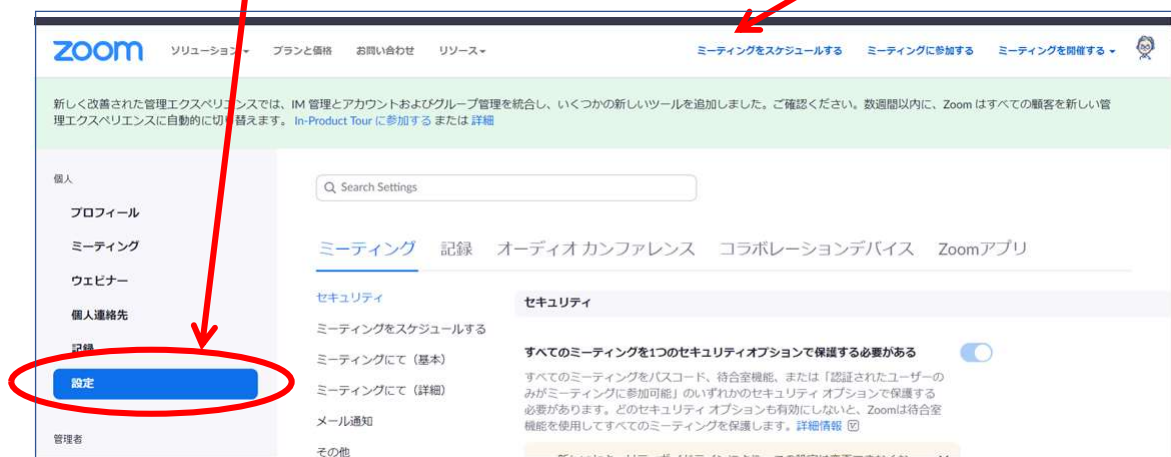 zoom ソリューション プランと価格 お問い合わせ リソース ミーティングをスケジュールする ミーティングに参加する ミーティングを開催する
新しく改善された管理エクスペリエンスでは、IM 管理とアカウントおよびグループ管理を統合し、いくつかの新しいツールを追加しました。ご確認ください。数週間以内に、Zoom はすべての顧客を新しい管
理エクスペリエンスに自動的に切り替えます。 In-Product Tour に参加する または 詳細
個人
Search Settings
プロフィール
ミーティング
ミーティング 記録 オーディオ カンファレンス コラボレーションデバイス Zoomアプリ
ウェビナー
個人連絡先
記録
設定
管理者
セキュリティ
ミーティングをスケジュールする
ミーティングにて（基本）
ミーティングにて（詳細）
メール通知
その他
セキュリティ
すべてのミーティングを1つのセキュリティオプションで保護する必要がある
すべてのミーティングをパスコード、待合室機能、または「認証されたユーザーの
みがミーティングに参加可能」のいずれかのセキュリティ オプションで保護する
必要があります。どのセキュリティ オプションも有効にしないと、Zoomは待合室
機能を使用してすべてのミーティングを保護します。詳細情報